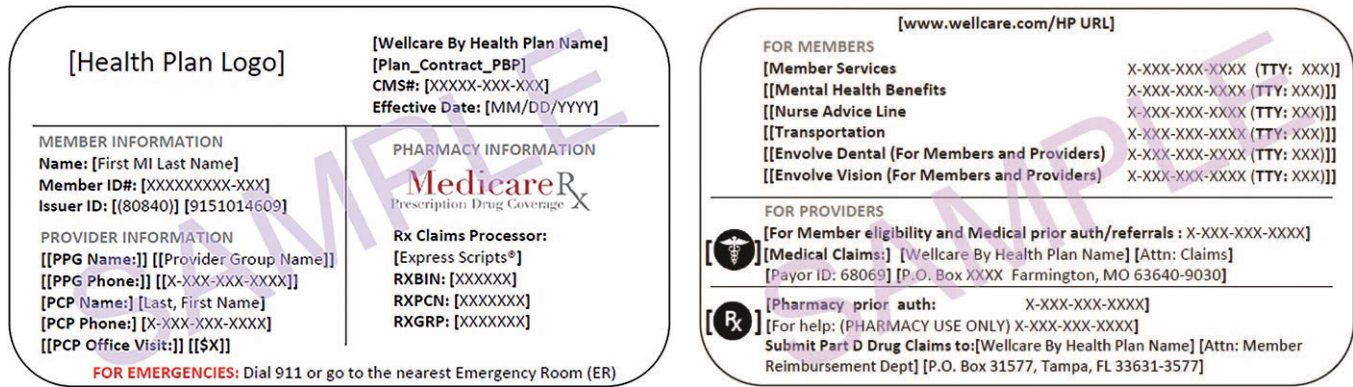 [Health Plan Logo]
[Wellcare By Health Plan Name]
[Plan_Contract_PBP]
CMS#: [XXXXX-XXX-XXX]
Effective Date: [MM/DD/YYYY]
MEMBER INFORMATION
Name: [First MI Last Name]
Member ID#: [XXXXXXXXX-XXX]
Issuer ID: [(80840)] [9151014609]
PROVIDER INFORMATION
[[PPG Name:]] [[Provider Group Name]]
[[PPG Phone:]] [[X-XXX-XXX-XXXX]]
[PCP Name:] [Last, First Name]
[PCP Phone:] [X-XXX-XXX-XXXX]
[[PCP Office Visit:]] [[$X]]
PHARMACY INFORMATION
MedicareRx
Prescription Drug Coverage
Rx Claims Processor:
[Express Scripts®]
RXBIN: [XXXXXX]
RXPCN: [XXXXXXX]
RXGRP: [XXXXXXX]
FOR EMERGENCIES: Dial 911 or go to the nearest Emergency Room (ER)
SAMPLE
[www.wellcare.com/HP URL]
FOR MEMBERS
[Member Services X-XXX-XXX-XXXX (TTY: XXX)]
[[Mental Health Benefits X-XXX-XXX-XXXX (TTY: XXX)]]
[[Nurse Advice Line X-XXX-XXX-XXXX (TTY: XXX)]]
[[Transportation X-XXX-XXX-XXXX (TTY: XXX)]]
[[Envolve Dental (For Members and Providers) X-XXX-XXX-XXXX (TTY: XXX)]]
[[Envolve Vision (For Members and Providers) X-XXX-XXX-XXXX (TTY: XXX)]]
FOR PROVIDERS
[For Member eligibility and Medical prior auth/referrals : X-XXX-XXX-XXXX]
[Medical Claims:] [Wellcare By Health Plan Name] [Attn: Claims]
[Payor ID: 68069] [P.O. Box XXXX Farmington, MO 63640-9030]
[Rx]
[Pharmacy prior auth: X-XXX-XXX-XXXX]
[For help: (PHARMACY USE ONLY) X-XXX-XXX-XXXX]
Submit Part D Drug Claims to:[Wellcare By Health Plan Name] [Attn: Member
Reimbursement Dept] [P.O. Box 31577, Tampa, FL 33631-3577]
SAMPLE